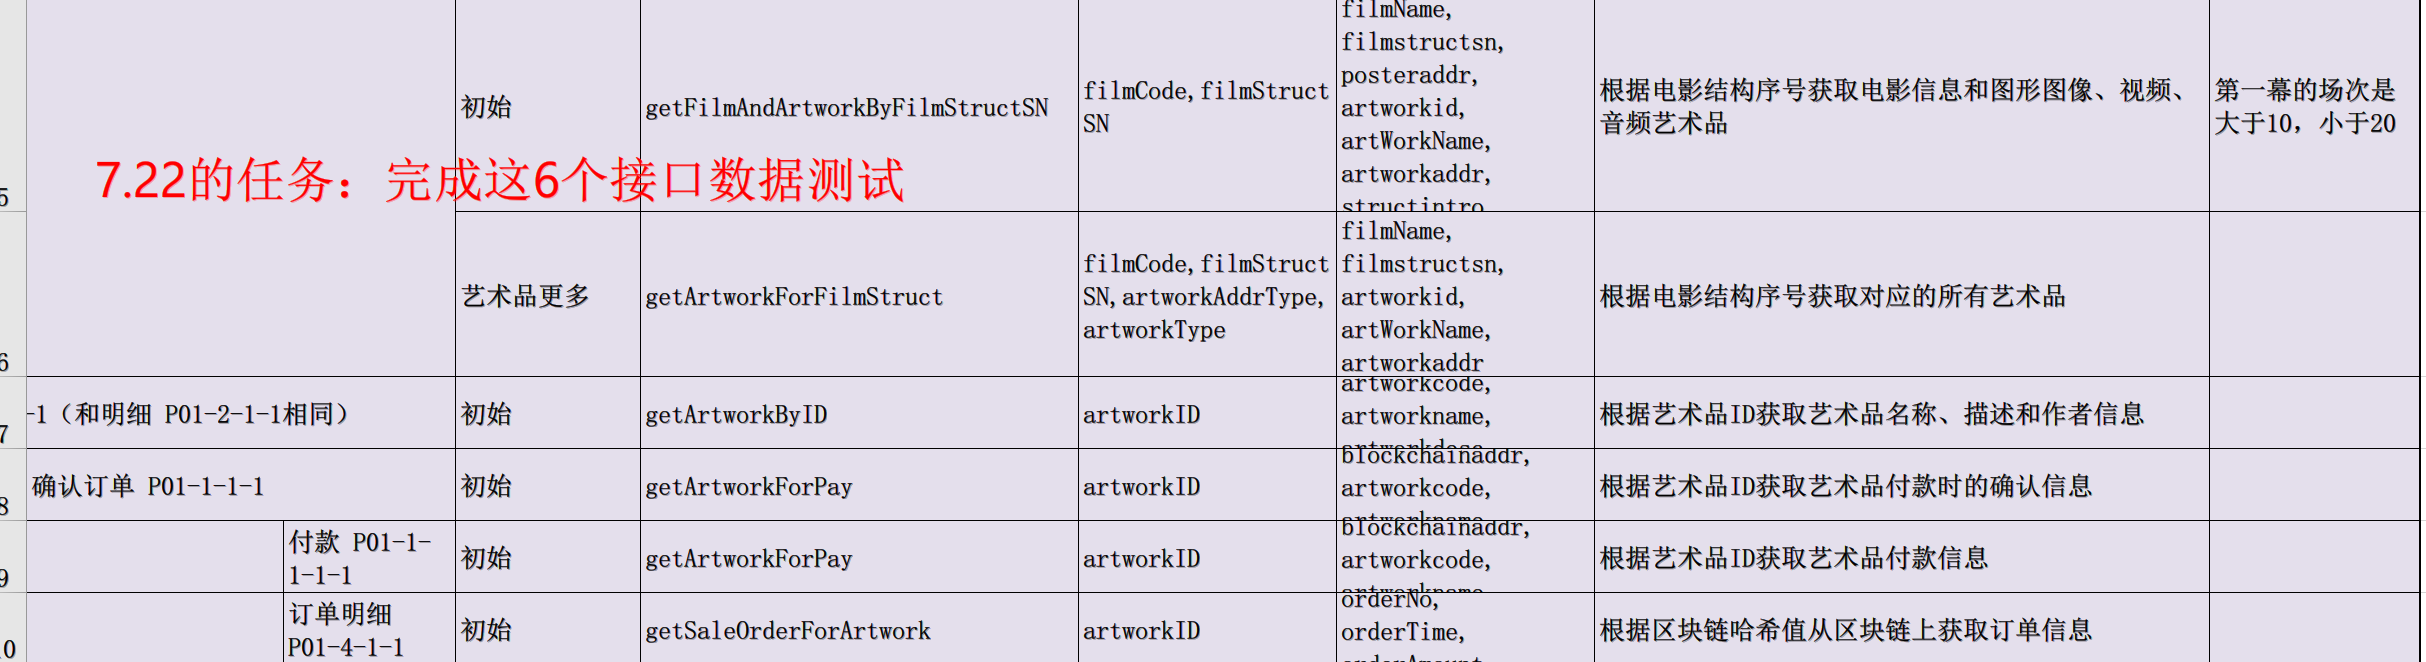 5
7.22的任务：完成这6个接口数据测试
初始
getFilmAndArtworkByFilmStructSN
filmCode,filmStruct
SN
filmName,
filmstructsn,
posteraddr,
artworkid,
artWorkName,
artworkaddr,
structintro
根据电影结构序号获取电影信息和图形图像、视频、
音频艺术品
第一幕的场次是
大于10，小于20
6
艺术品更多
getArtworkForFilmStruct
filmCode,filmStruct
SN,artworkAddrType,
artworkType
filmName,
filmstructsn,
artworkid,
artWorkName,
artworkaddr
根据电影结构序号获取对应的所有艺术品
7
-1（和明细 P01-2-1-1相同）
初始
getArtworkByID
artworkID
artworkcode,
artworkname,
根据艺术品ID获取艺术品名称、描述和作者信息
8
确认订单 P01-1-1-1
初始
getArtworkForPay
artworkID
blockchainaddr,
artworkcode,
artworkname
根据艺术品ID获取艺术品付款时的确认信息
9
付款 P01-1-
1-1-1
初始
getArtworkForPay
artworkID
blockchainaddr,
artworkcode,
artworkname
根据艺术品ID获取艺术品付款信息
0
订单明细
P01-4-1-1
初始
getSaleOrderForArtwork
artworkID
orderNo,
orderTime,
根据区块链哈希值从区块链上获取订单信息